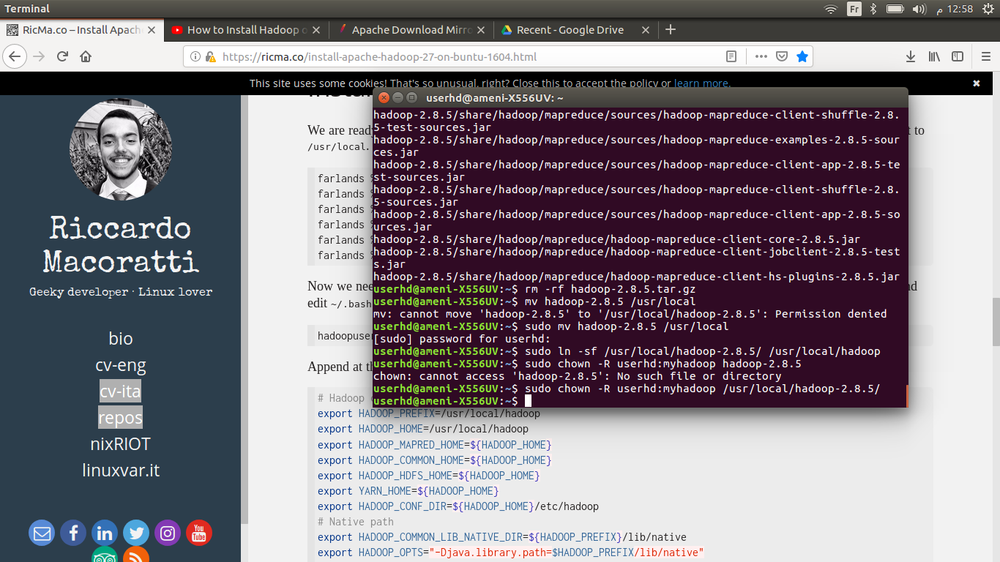 Terminal
Fr
م 12:58
RicMa.co – Install Apach
How to Install Hadoop o
Apache Download Mirro
Recent - Google Drive
https://ricma.co/install-apache-hadoop-27-on-buntu-1604.html
This site uses some cookies! That's so unusual, right? Close this to accept the policy or learn more.
Riccardo
Macoratti
Geeky developer · Linux lover
bio
cv-eng
cv-ita
repos
nixRIOT
linuxvar.it
You
Tube
We are read
t to
/usr/local.
farlands %
farlands %
farlands %
farlands %
farlands %
farlands %
Now we nee
nd
edit ~/.bash
hadoopuse
Append at th
# Hadoop
export HADOOP_PREFIX=/usr/local/hadoop
export HADOOP_HOME=/usr/local/hadoop
export HADOOP_MAPRED_HOME=${HADOOP_HOME}
export HADOOP_COMMON_HOME=${HADOOP_HOME}
export HADOOP_HDFS_HOME=${HADOOP_HOME}
export YARN_HOME=${HADOOP_HOME}
export HADOOP_CONF_DIR=${HADOOP_HOME}/etc/hadoop
# Native path
export HADOOP_COMMON_LIB_NATIVE_DIR=${HADOOP_PREFIX}/lib/native
export HADOOP_OPTS="-Djava.library.path=$HADOOP_PREFIX/lib/native"
userhd@ameni-X556UV: ~
hadoop-2.8.5/share/hadoop/mapreduce/sources/hadoop-mapreduce-client-shuffle-2.8.
5-test-sources.jar
hadoop-2.8.5/share/hadoop/mapreduce/sources/hadoop-mapreduce-examples-2.8.5-sour
ces.jar
hadoop-2.8.5/share/hadoop/mapreduce/sources/hadoop-mapreduce-client-app-2.8.5-te
st-sources.jar
hadoop-2.8.5/share/hadoop/mapreduce/sources/hadoop-mapreduce-client-shuffle-2.8.
5-sources.jar
hadoop-2.8.5/share/hadoop/mapreduce/sources/hadoop-mapreduce-client-app-2.8.5-so
urces.jar
hadoop-2.8.5/share/hadoop/mapreduce/hadoop-mapreduce-client-core-2.8.5.jar
hadoop-2.8.5/share/hadoop/mapreduce/hadoop-mapreduce-client-jobclient-2.8.5-test
s.jar
hadoop-2.8.5/share/hadoop/mapreduce/hadoop-mapreduce-client-hs-plugins-2.8.5.jar
userhd@ameni-X556UV:~$ rm -rf hadoop-2.8.5.tar.gz
userhd@ameni-X556UV:~$ mv hadoop-2.8.5 /usr/local
mv: cannot move 'hadoop-2.8.5' to '/usr/local/hadoop-2.8.5': Permission denied
userhd@ameni-X556UV:~$ sudo mv hadoop-2.8.5 /usr/local
[sudo] password for userhd:
userhd@ameni-X556UV:~$ sudo ln -sf /usr/local/hadoop-2.8.5/ /usr/local/hadoop
userhd@ameni-X556UV:~$ sudo chown -R userhd:myhadoop hadoop-2.8.5
chown: cannot access 'hadoop-2.8.5': No such file or directory
userhd@ameni-X556UV:~$ sudo chown -R userhd:myhadoop /usr/local/hadoop-2.8.5/
userhd@ameni-X556UV:~$